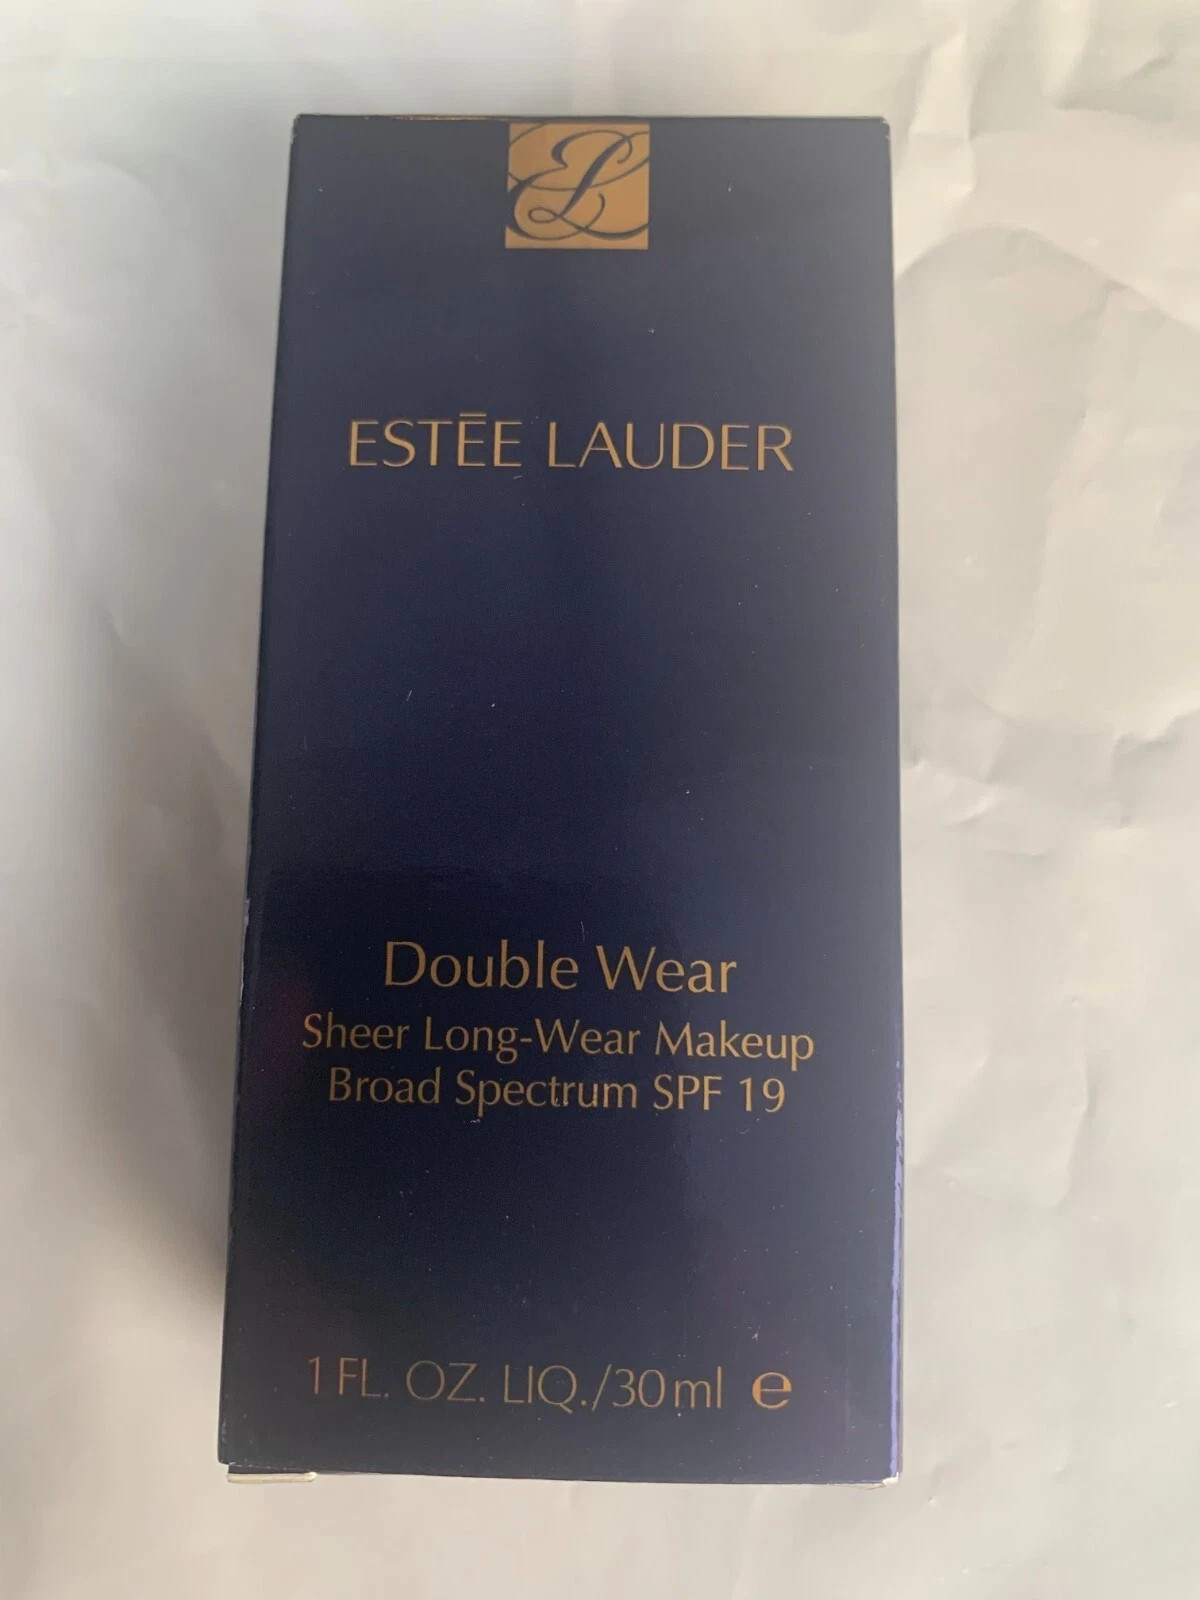 EL
ESTĒE LAUDER
Double Wear
Sheer Long-Wear Makeup
Broad Spectrum SPF 19
1 FL. OZ. LIQ./30ml ℮